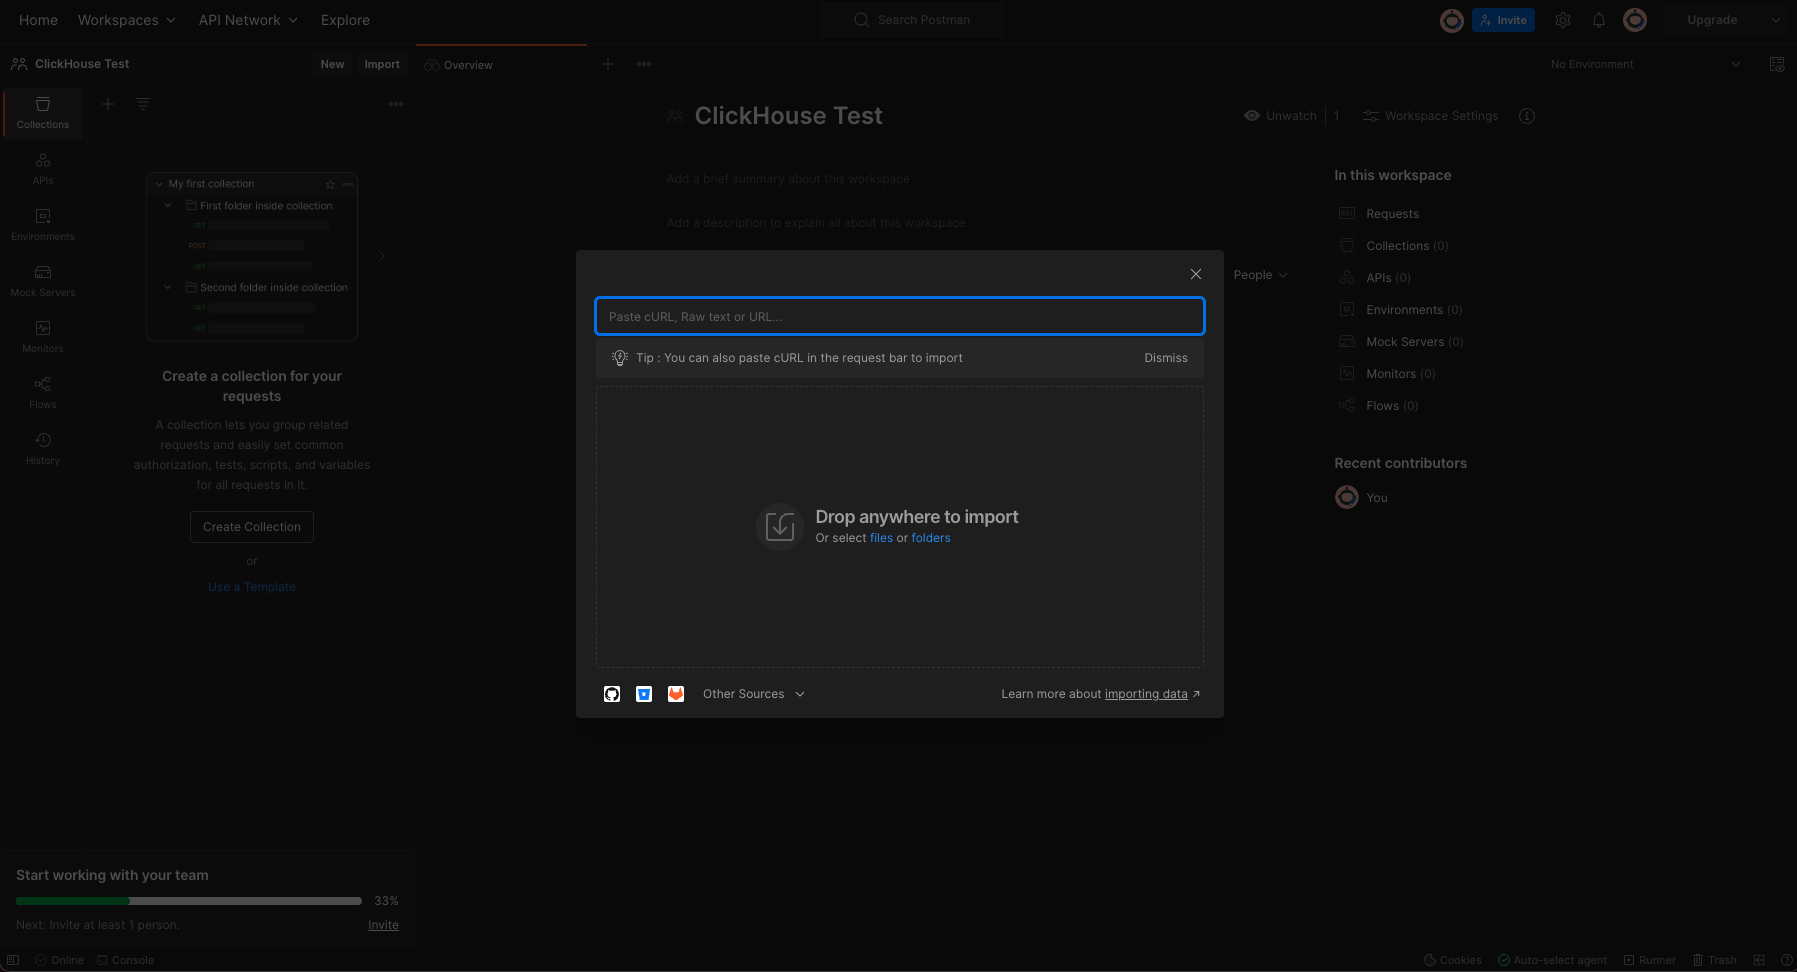 Home
Workspaces
API Network
Explore
Search Postman
Invite
Upgrade
ClickHouse Test
New
Import
Overview
No Environment
Collections
APIs
Environments
Mock Servers
Monitors
Flows
History
My first collection
First folder inside collection
GET
POST
GET
Second folder inside collection
GET
GET
Create a collection for your
requests
A collection lets you group related
requests and easily set common
authorization, tests, scripts, and variables
for all requests in it.
Create Collection
or
Use a Template
Start working with your team
33%
Next: Invite at least 1 person.
Invite
ClickHouse Test
Unwatch
1
Workspace Settings
Add a brief summary about this workspace
Add a description to explain all about this workspace
People
In this workspace
Requests
Collections (0)
APIs (0)
Environments (0)
Mock Servers (0)
Monitors (0)
Flows (0)
Recent contributors
You
Paste cURL, Raw text or URL...
Tip : You can also paste cURL in the request bar to import
Dismiss
Drop anywhere to import
Or select files or folders
Other Sources
Learn more about importing data ↗
Online
Console
Cookies
Auto-select agent
Runner
Trash